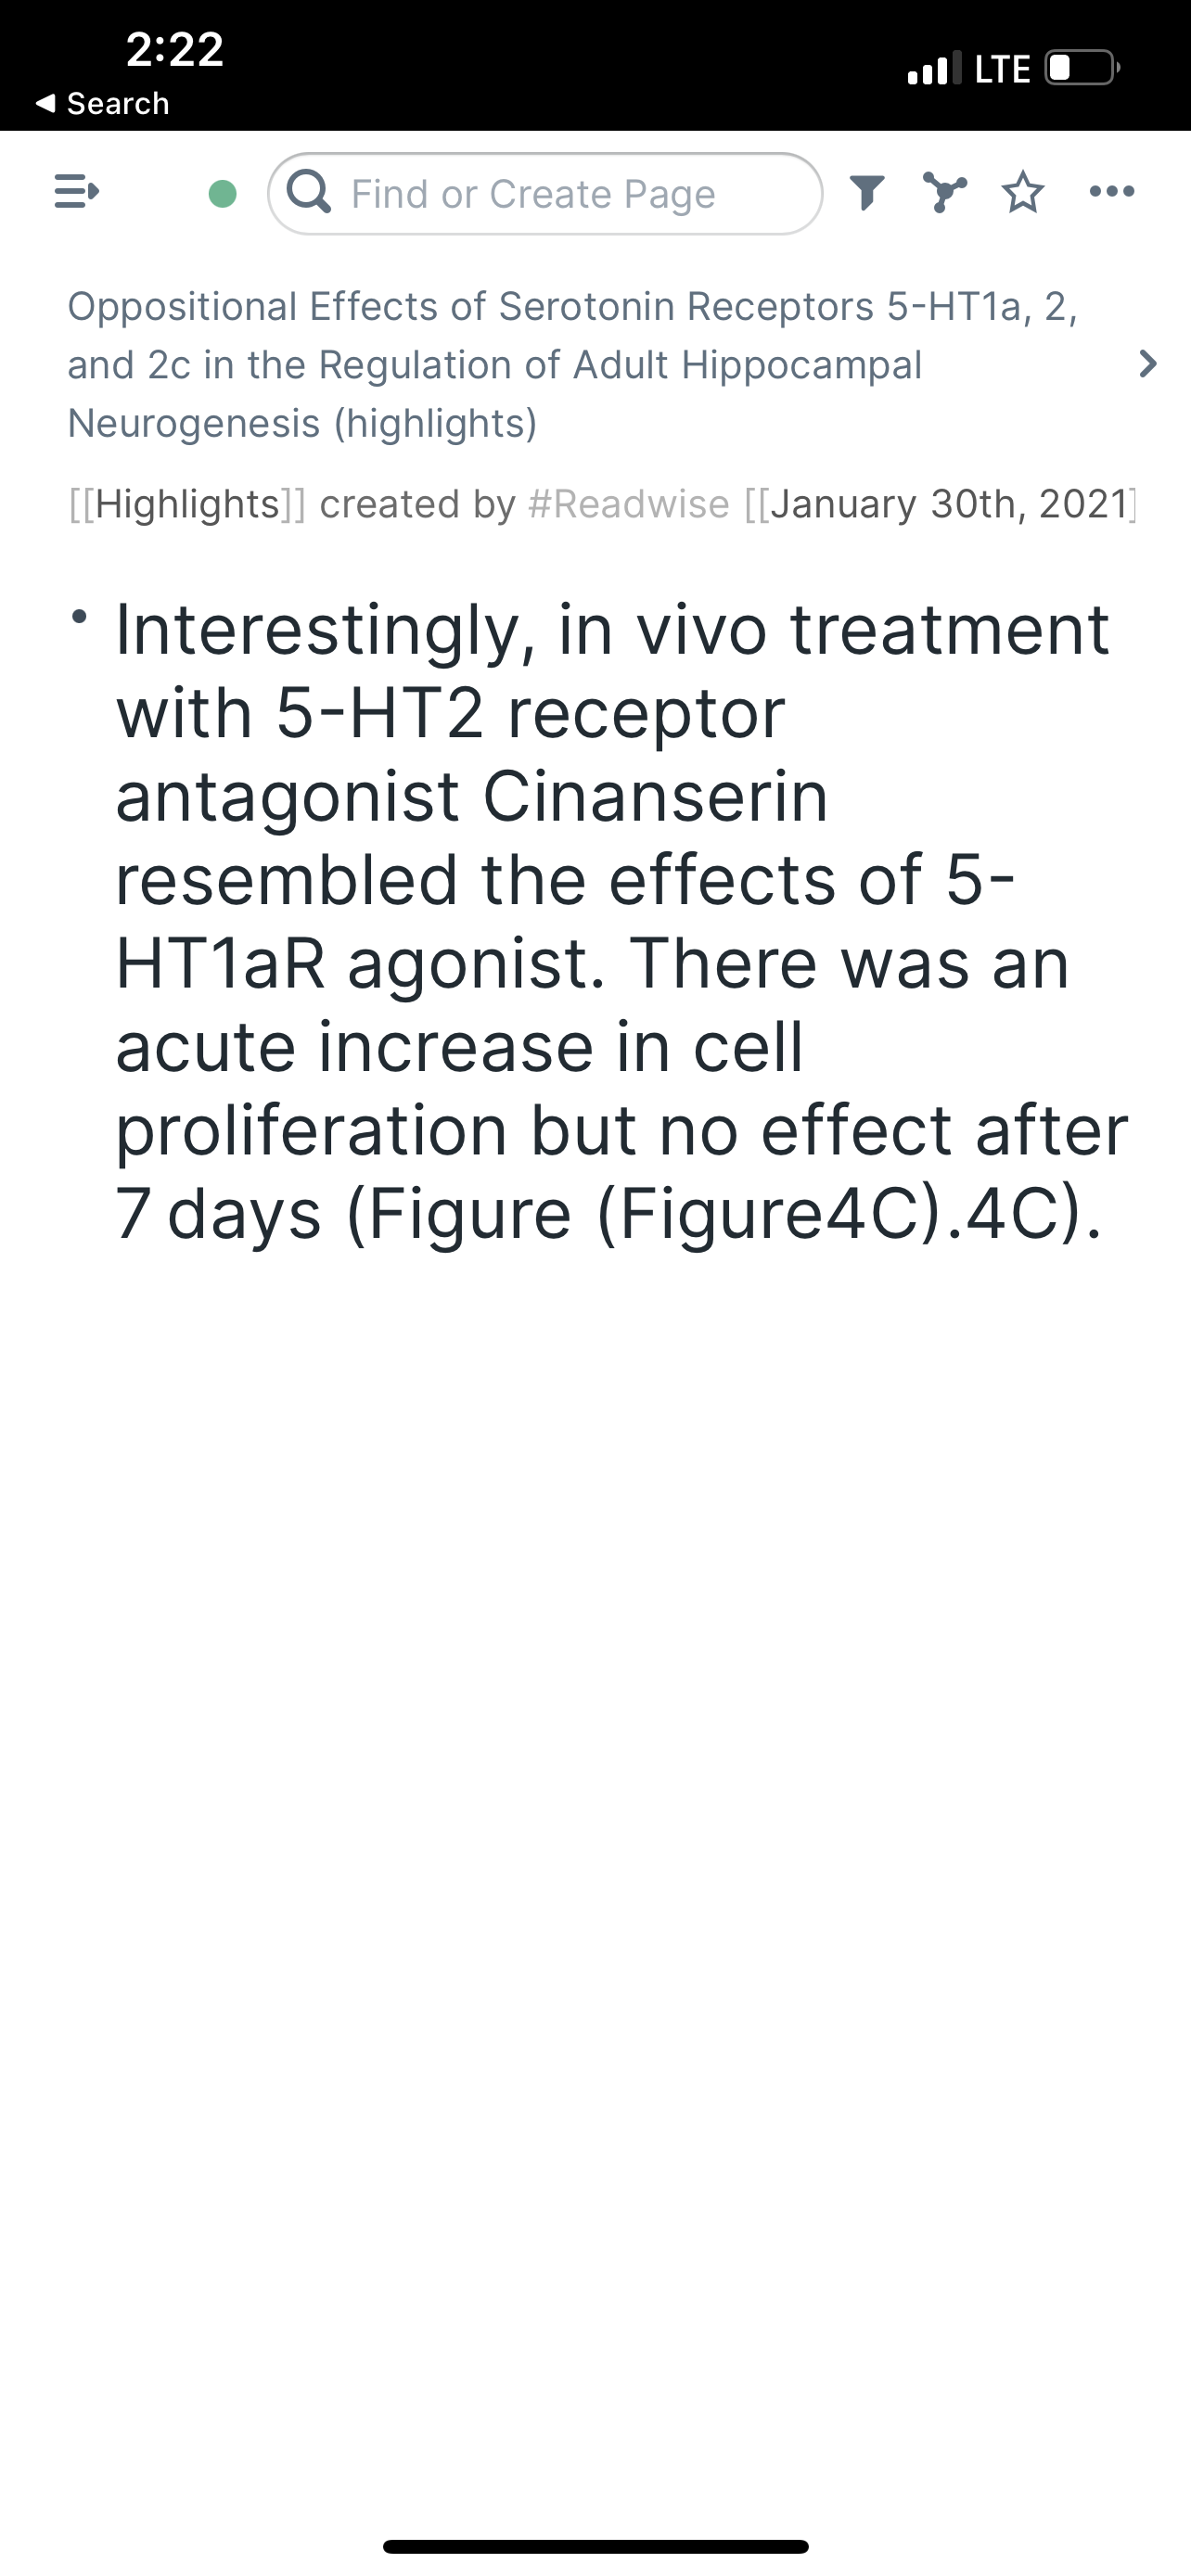 2:22
LTE
◀ Search
Find or Create Page
Oppositional Effects of Serotonin Receptors 5-HT1a, 2,
and 2c in the Regulation of Adult Hippocampal
Neurogenesis (highlights)
[[Highlights]] created by #Readwise [[January 30th, 2021]
• Interestingly, in vivo treatment
with 5-HT2 receptor
antagonist Cinanserin
resembled the effects of 5-
HT1aR agonist. There was an
acute increase in cell
proliferation but no effect after
7 days (Figure (Figure4C).4C).